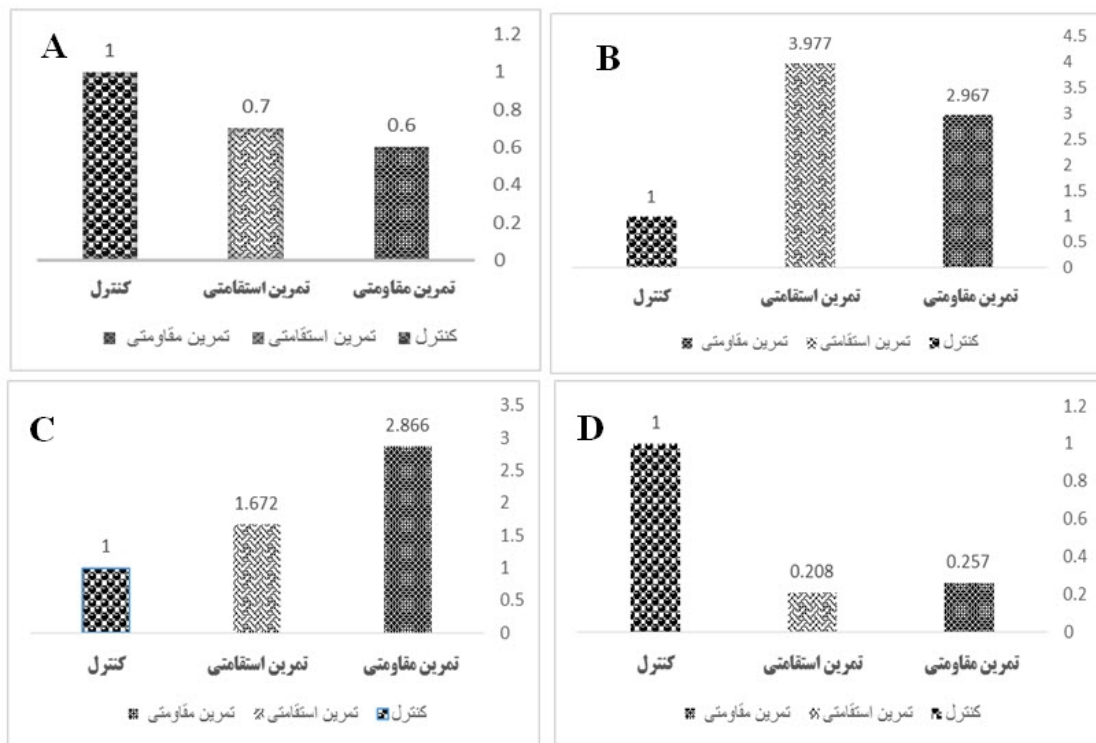 A
1.2
1
0.8
0.6
0.4
0.2
0
1
0.7
0.6
کنترل
تمرین استقامتی
تمرین مقاومتی
کنترل تمرین استقامتی تمرین مقاومتی
B
4.5
4
3.5
3
2.5
2
1.5
1
0.5
0
1
3.977
2.967
کنترل
تمرین استقامتی
تمرین مقاومتی
کنترل تمرین استقامتی تمرین مقاومتی
C
3.5
3
2.5
2
1.5
1
0.5
0
1
1.672
2.866
کنترل
تمرین استقامتی
تمرین مقاومتی
کنترل تمرین استقامتی تمرین مقاومتی
D
1.2
1
0.8
0.6
0.4
0.2
0
1
0.208
0.257
کنترل
تمرین استقامتی
تمرین مقاومتی
کنترل تمرین استقامتی تمرین مقاومتی